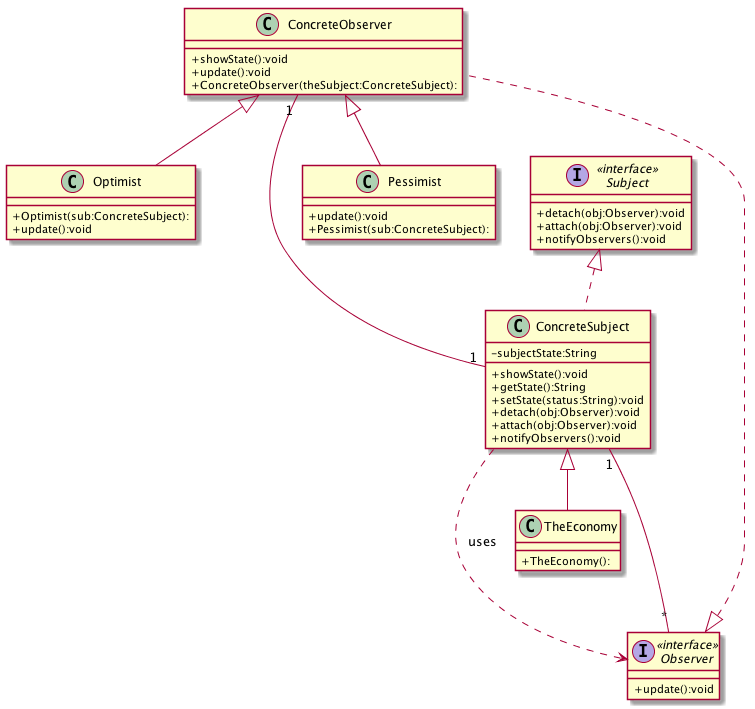 C ConcreteObserver
+showState():void
+update():void
+ConcreteObserver(theSubject:ConcreteSubject):
1
C Optimist
+Optimist(sub:ConcreteSubject):
+update():void
C Pessimist
+update():void
+Pessimist(sub:ConcreteSubject):
I «interface»
Subject
+detach(obj:Observer):void
+attach(obj:Observer):void
+notifyObservers():void
1
C ConcreteSubject
-subjectState:String
+showState():void
+getState():String
+setState(status:String):void
+detach(obj:Observer):void
+attach(obj:Observer):void
+notifyObservers():void
1
uses
C TheEconomy
+TheEconomy():
*
I «interface»
Observer
+update():void